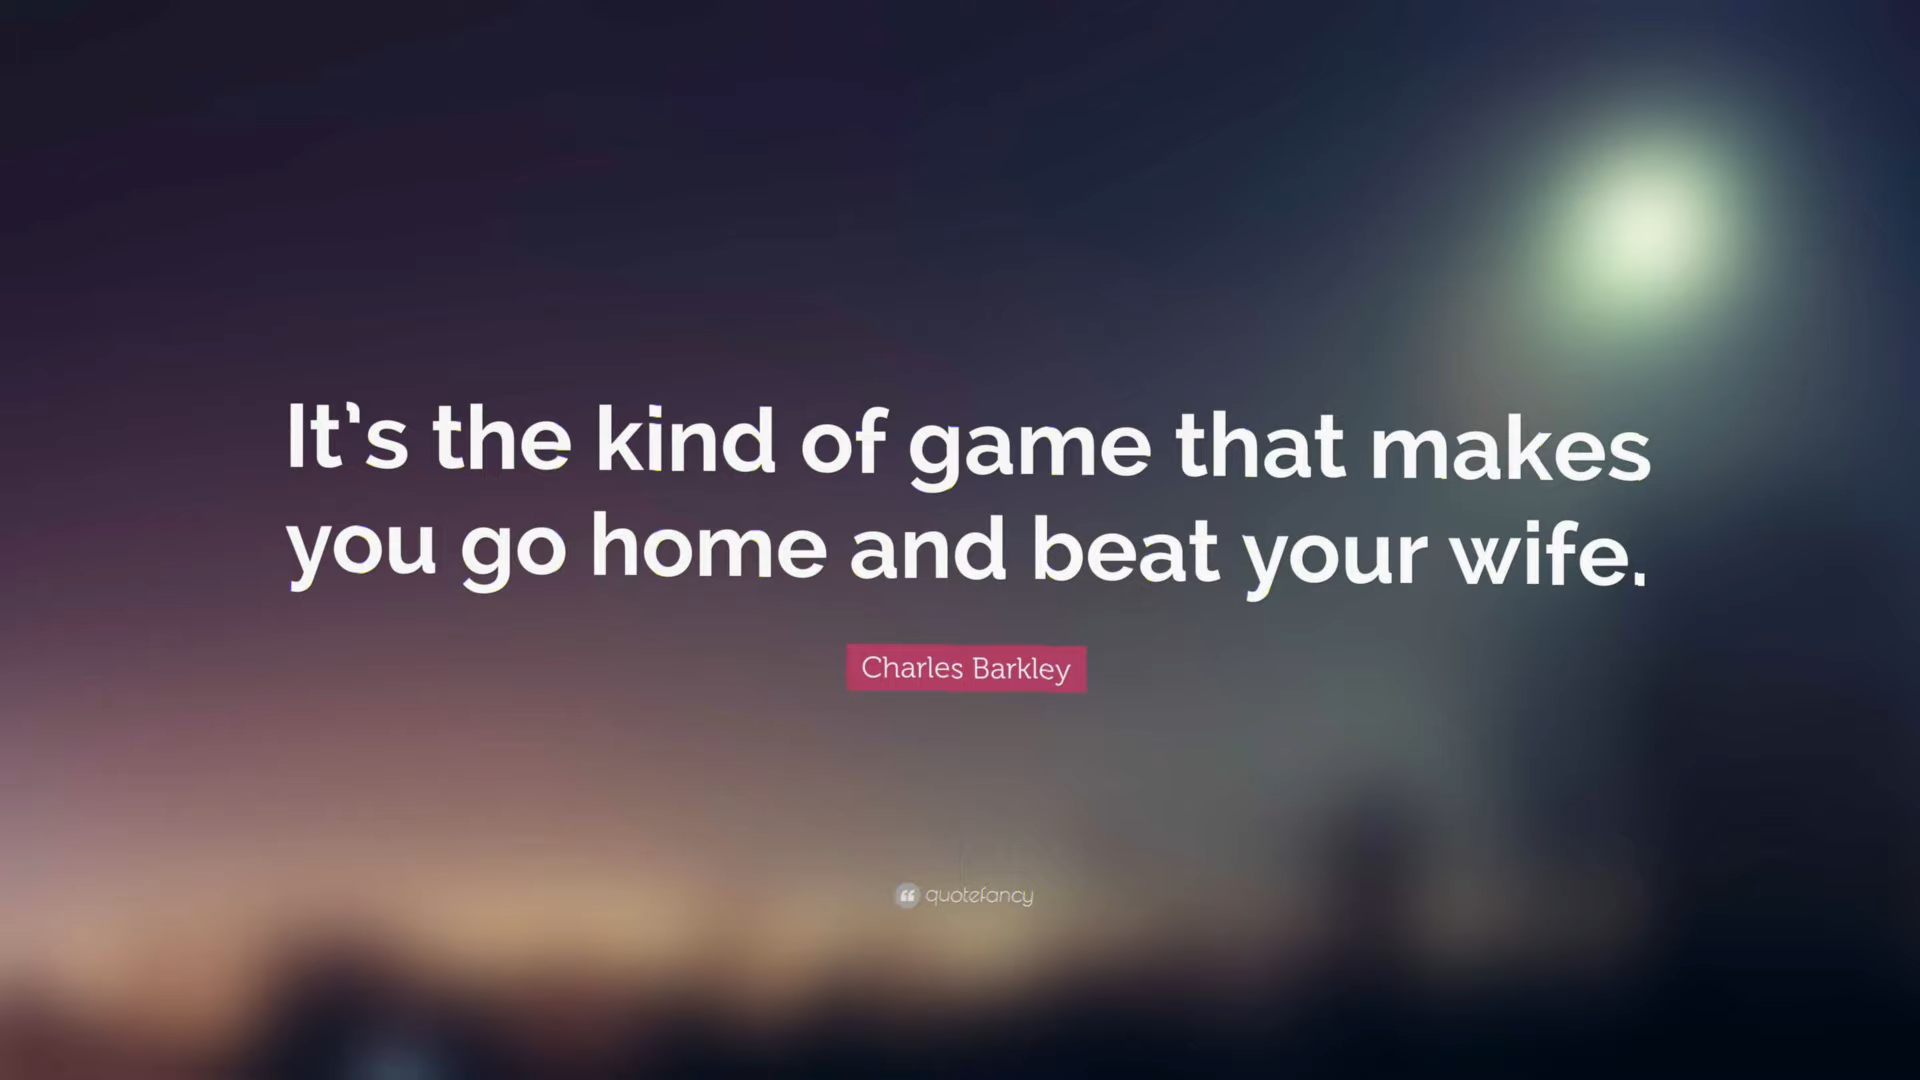 It’s the kind of game that makes
you go home and beat your wife.
Charles Barkley
quotefancy